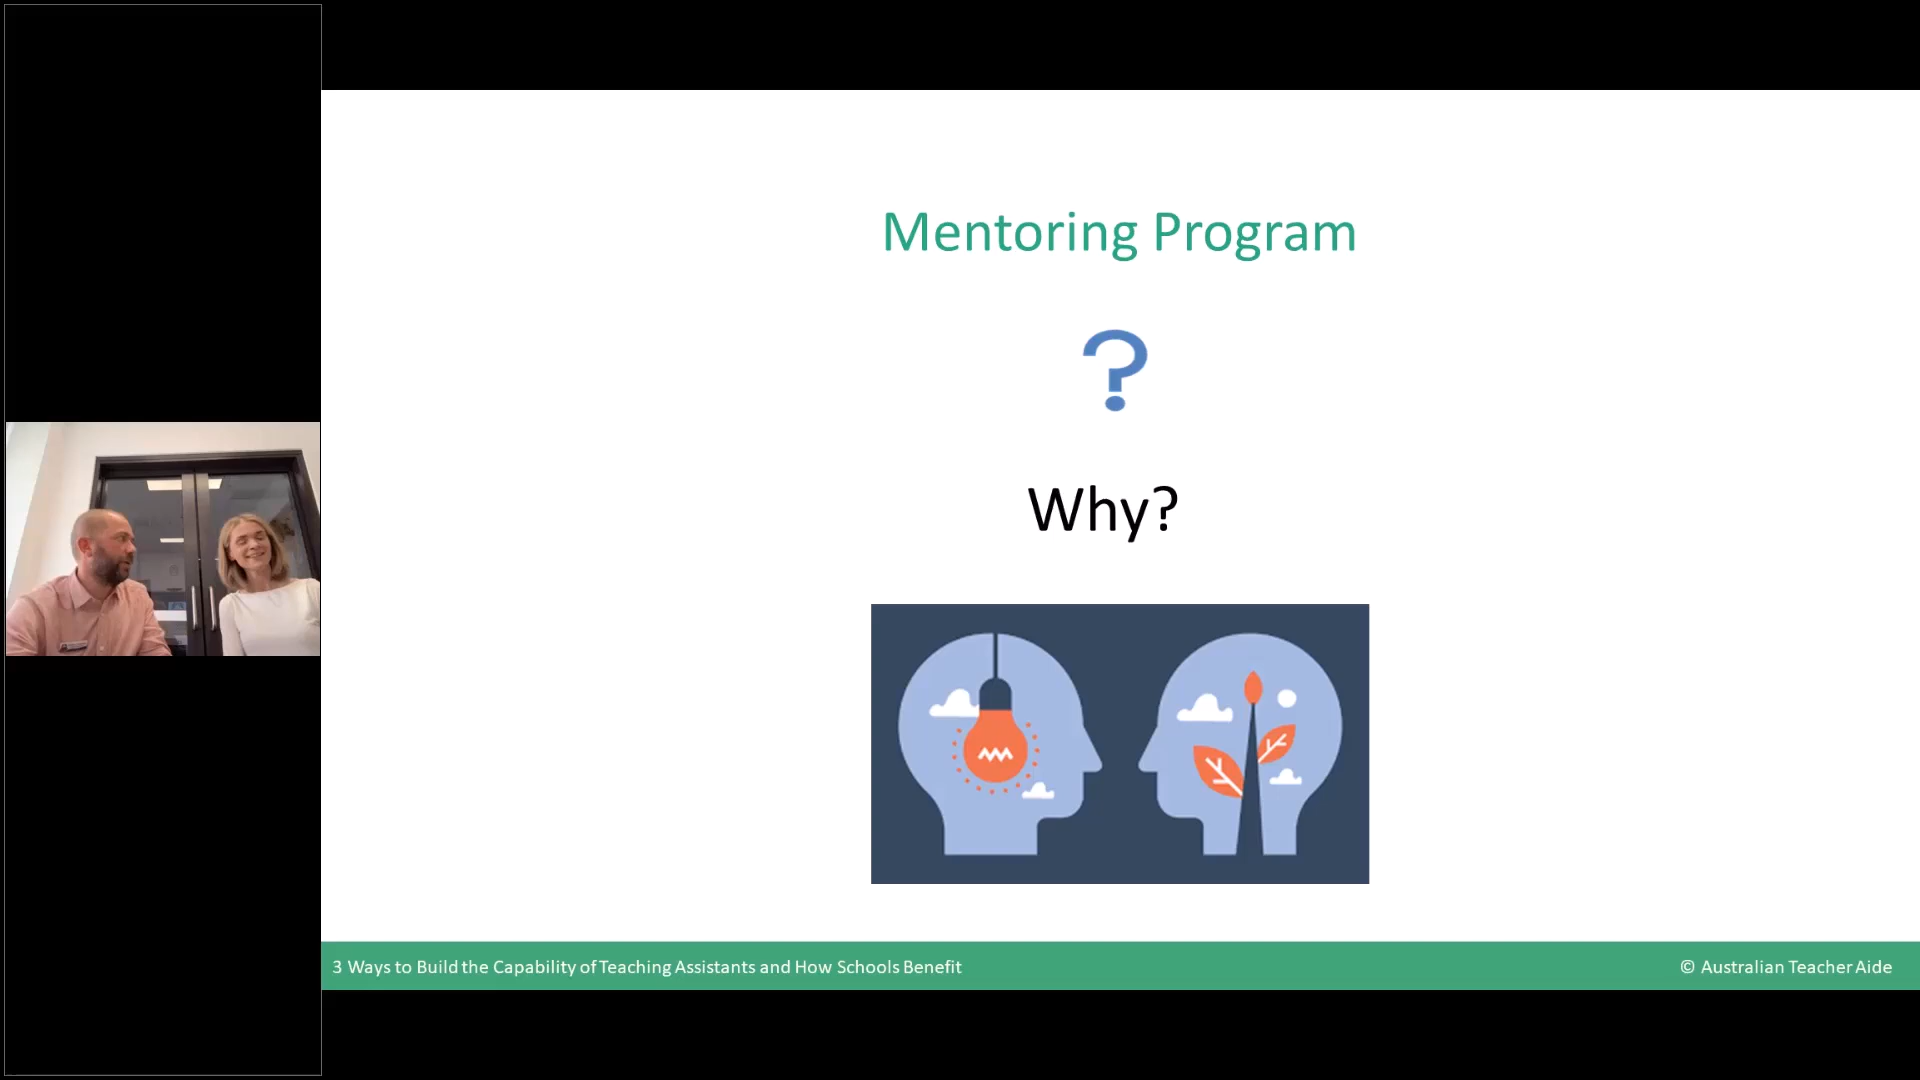 Mentoring Program
?
Why?
3 Ways to Build the Capability of Teaching Assistants and How Schools Benefit
© Australian Teacher Aide